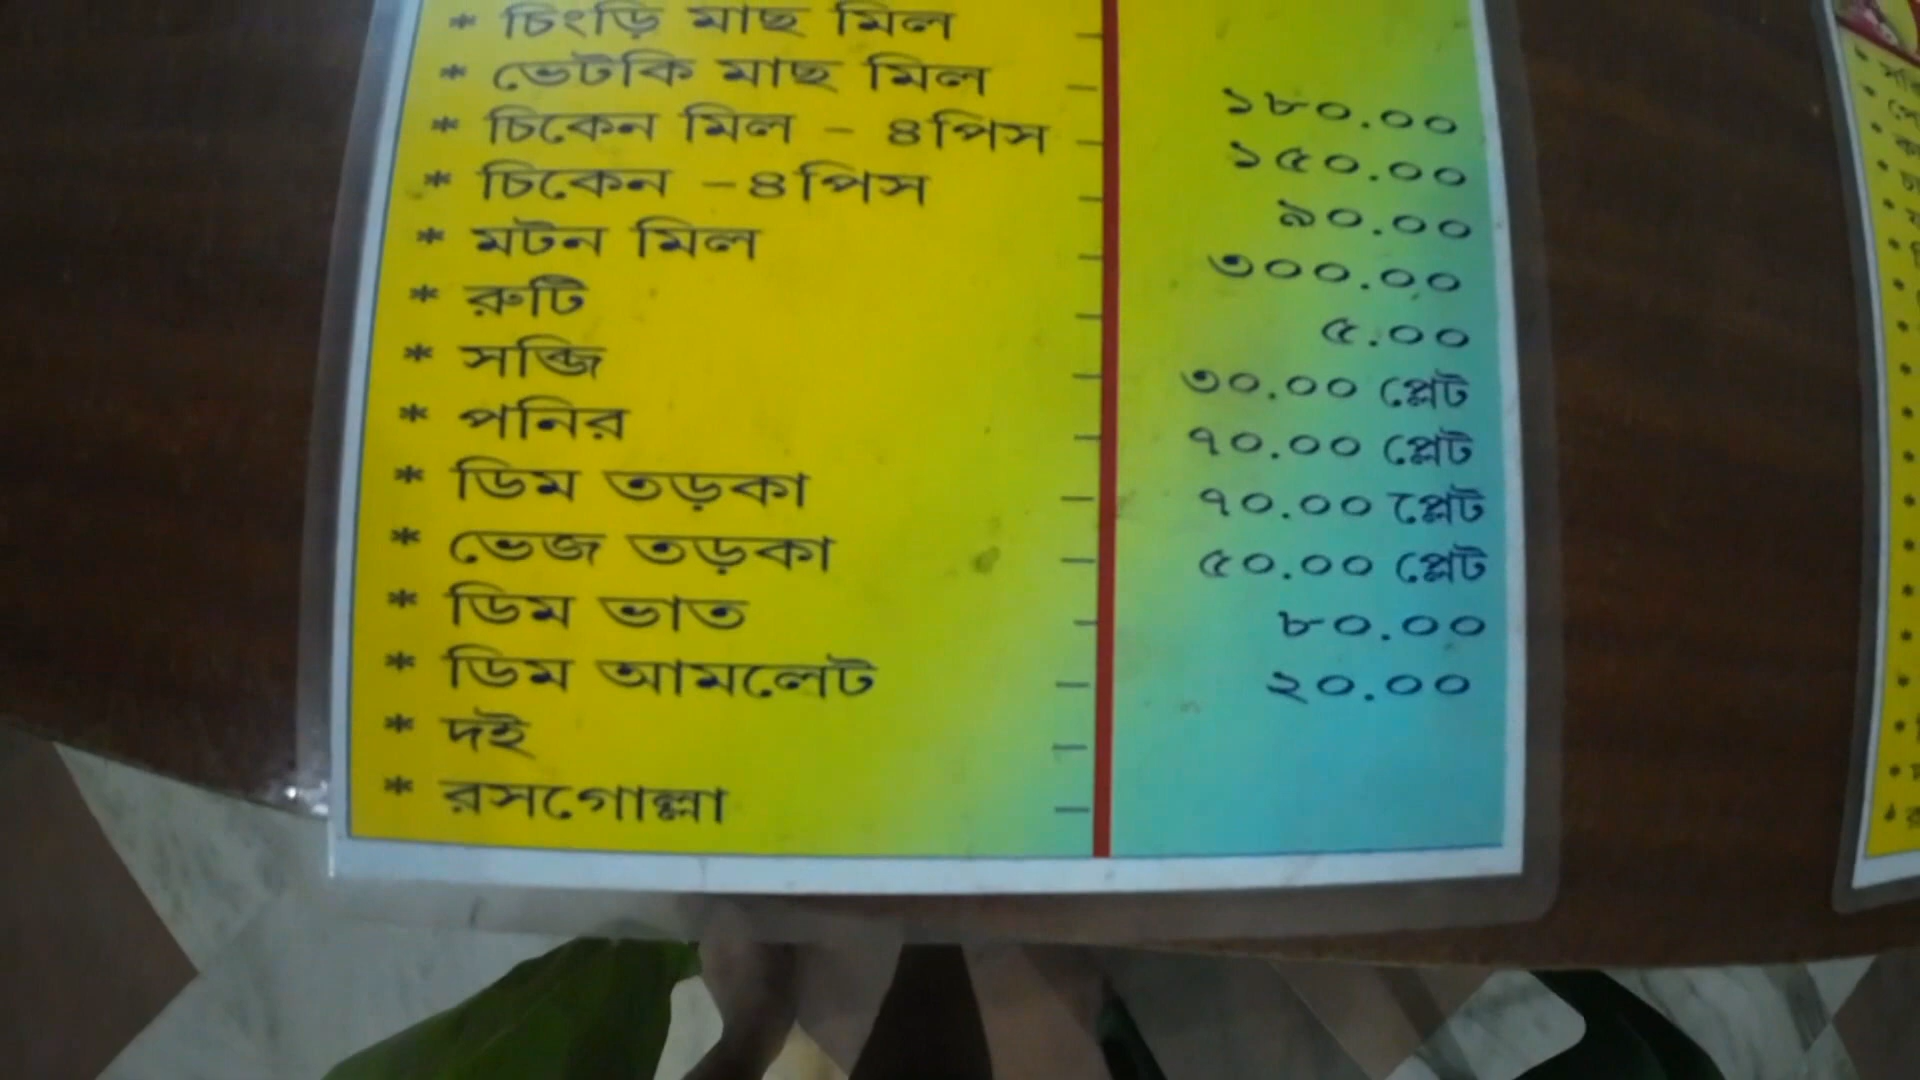 * চিংড়ি মাছ মিল –
* ভেটকি মাছ মিল – ১৮০.০০
* চিকেন মিল – ৪পিস – ১৫০.০০
* চিকেন –৪পিস – ৯০.০০
* মটন মিল – ৩০০.০০
* রুটি – ৫.০০
* সব্জি – ৩০.০০ প্লেট
* পনির – ৭০.০০ প্লেট
* ডিম তড়কা – ৭০.০০ প্লেট
* ভেজ তড়কা – ৫০.০০ প্লেট
* ডিম ভাত – ৮০.০০
* ডিম আমলেট – ২০.০০
* দই –
* রসগোল্লা –